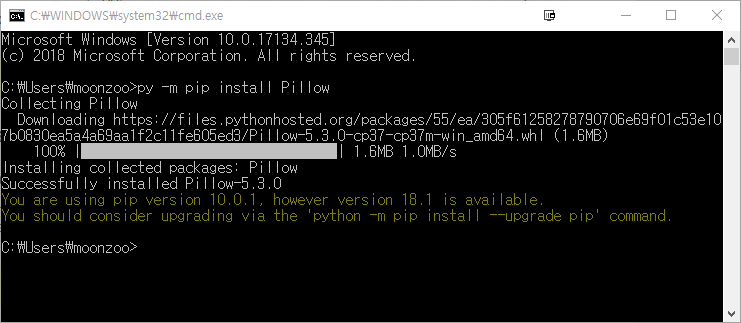 C:₩WINDOWS₩system32₩cmd.exe
Microsoft Windows [Version 10.0.17134.345]
(c) 2018 Microsoft Corporation. All rights reserved.
C:₩Users₩moonzoo>py -m pip install Pillow
Collecting Pillow
  Downloading https://files.pythonhosted.org/packages/55/ea/305f61258278790706e69f01c53e10
7b0830ea5a4a69aa1f2c11fe605ed3/Pillow-5.3.0-cp37-cp37m-win_amd64.whl (1.6MB)
    100% |████████████████████████████████| 1.6MB 1.0MB/s
Installing collected packages: Pillow
Successfully installed Pillow-5.3.0
You are using pip version 10.0.1, however version 18.1 is available.
You should consider upgrading via the 'python -m pip install --upgrade pip' command.
C:₩Users₩moonzoo>